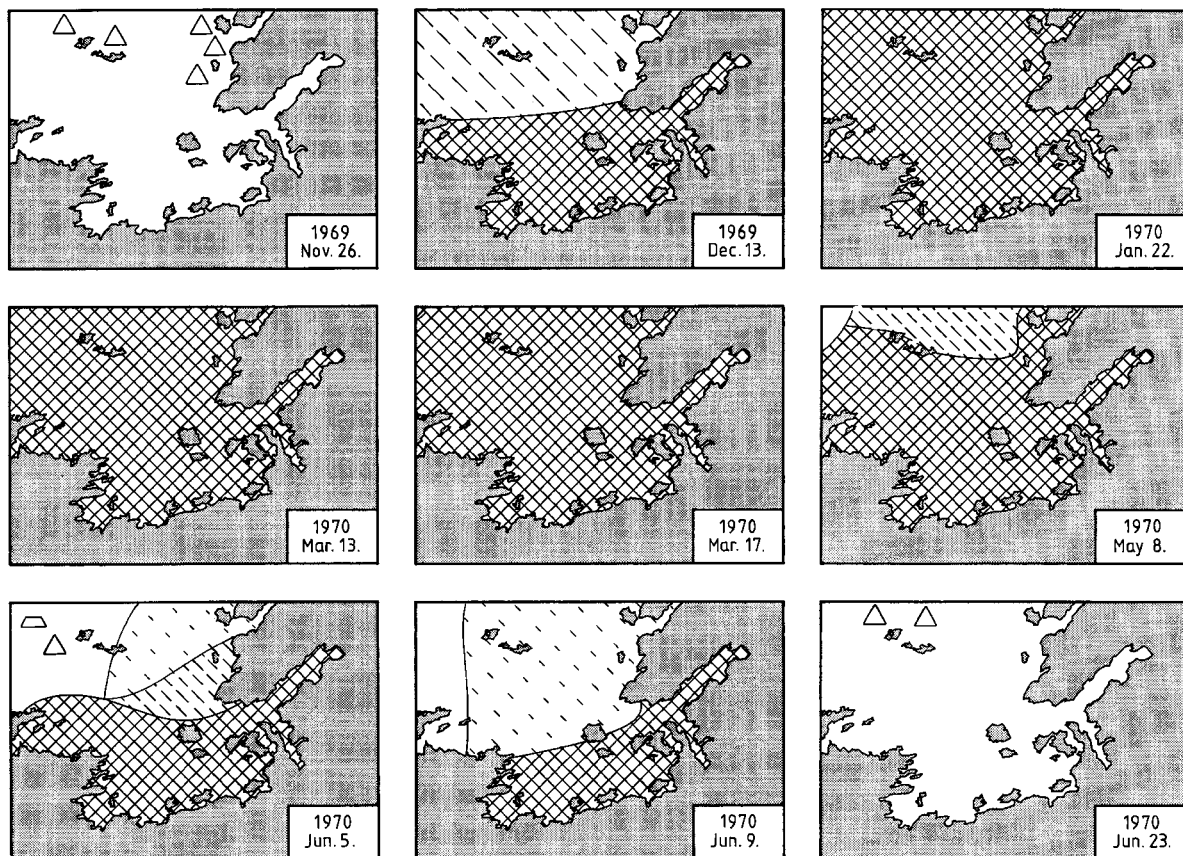 1969
Nov. 26.
1969
Dec. 13.
1970
Jan. 22.
1970
Mar. 13.
1970
Mar. 17.
1970
May 8.
1970
Jun. 5.
1970
Jun. 9.
1970
Jun. 23.